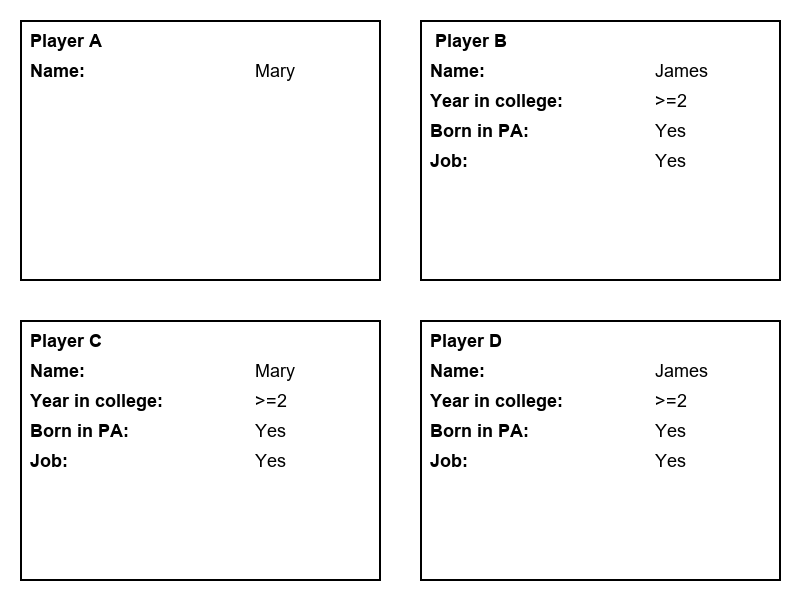 Player A
Name: Mary
Player B
Name: James
Year in college: >=2
Born in PA: Yes
Job: Yes
Player C
Name: Mary
Year in college: >=2
Born in PA: Yes
Job: Yes
Player D
Name: James
Year in college: >=2
Born in PA: Yes
Job: Yes